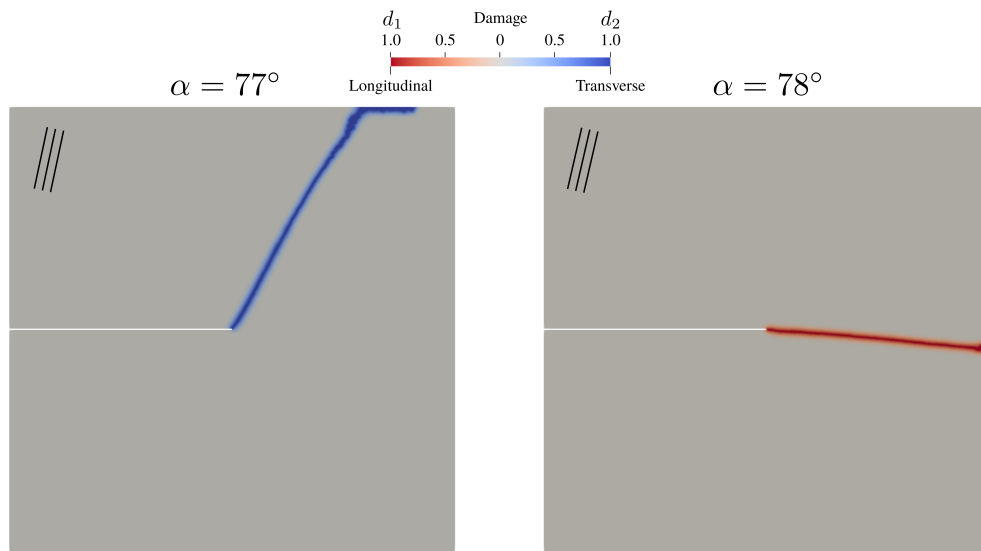 d₁ Damage d₂
1.0 0.5 0 0.5 1.0
Longitudinal Transverse
α = 77° α = 78°